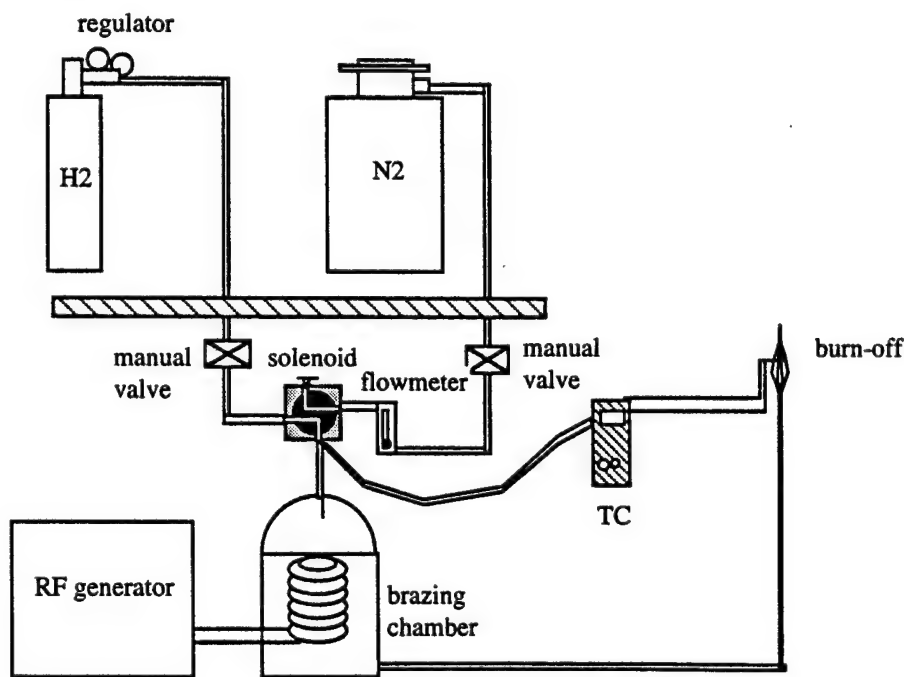 regulator
H2
N2
manual
valve
solenoid
flowmeter
manual
valve
burn-off
TC
RF generator
brazing
chamber